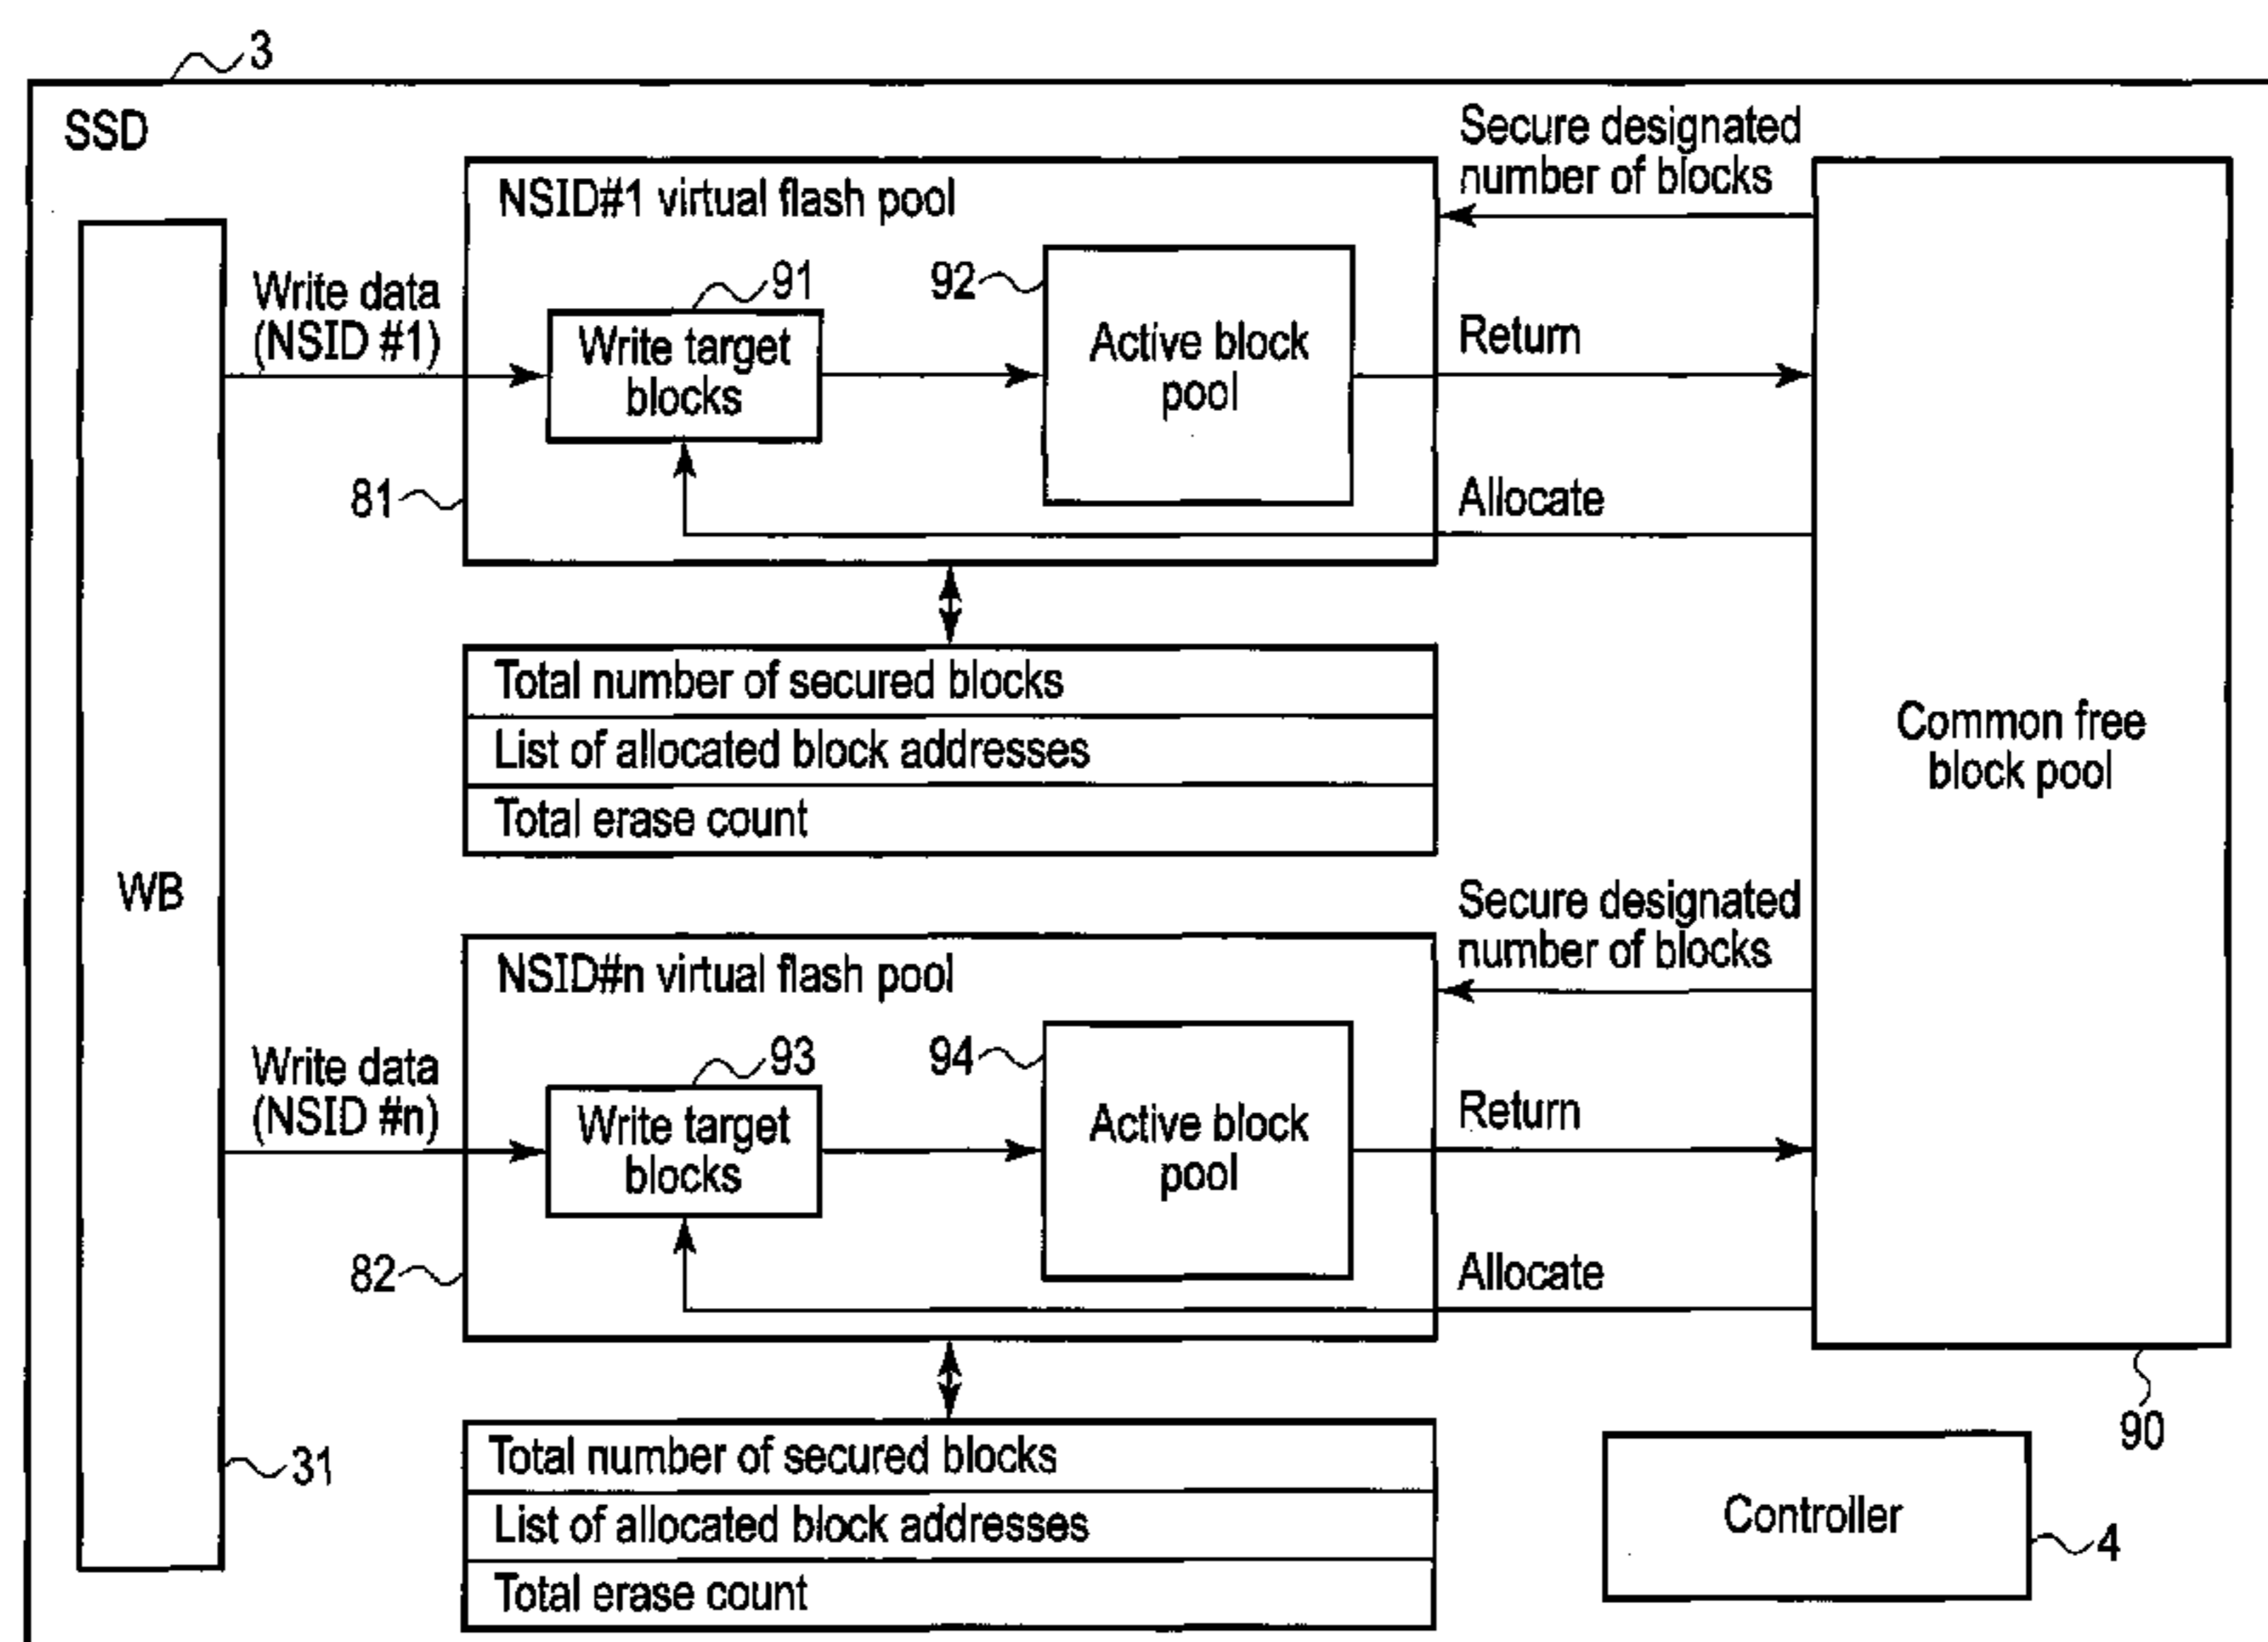 3
SSD
Secure designated
number of blocks
NSID#1 virtual flash pool
91
92
Write data
(NSID #1)
Write target
blocks
Active block
pool
Return
81
Allocate
Total number of secured blocks
List of allocated block addresses
Total erase count
Common free
block pool
WB
Secure designated
number of blocks
NSID#n virtual flash pool
93
94
Write data
(NSID #n)
Write target
blocks
Active block
pool
Return
82
Allocate
90
31
Total number of secured blocks
List of allocated block addresses
Total erase count
Controller
4